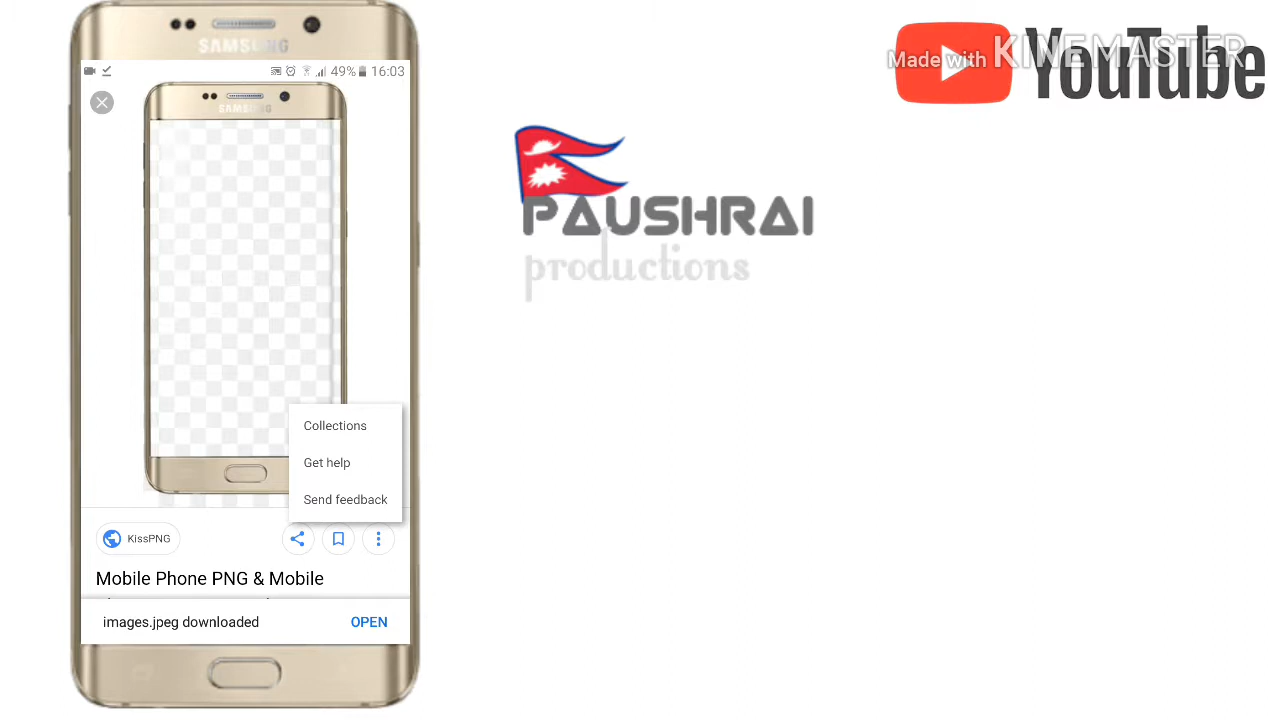 SAMSUNG
49% 16:03
SAMSUNG
Collections
Get help
Send feedback
KissPNG
Mobile Phone PNG & Mobile
images.jpeg downloaded OPEN
PAUSHRAI
productions
YouTube
Made with KINEMASTER